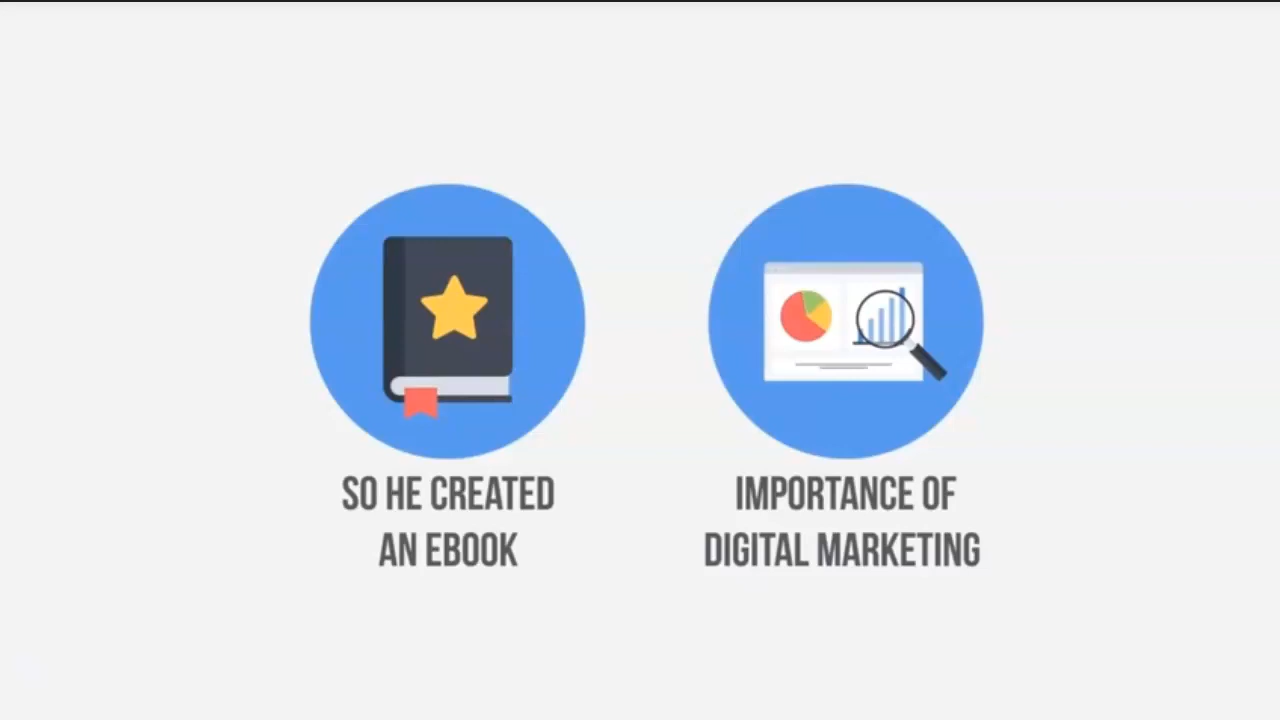 SO HE CREATED
AN EBOOK
IMPORTANCE OF
DIGITAL MARKETING